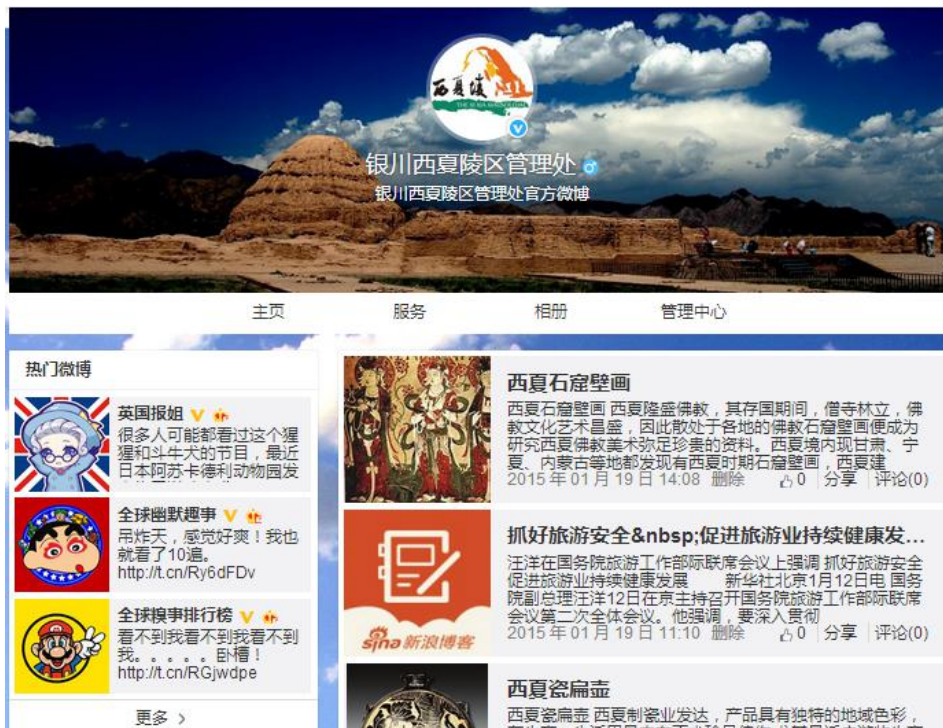 西夏陵
银川西夏陵区管理处
银川西夏陵区管理处官方微博
主页 服务 相册 管理中心
热门微博
英国报姐
很多人可能都看过这个猩
猩和斗牛犬的节目，最近
日本阿苏卡德利动物园发
全球幽默趣事
吊炸天，感觉好爽！我也
就看了10遍。
http://t.cn/Ry6dFDv
全球糗事排行榜
看不到我看不到我看不到
我。。。。。卧槽！
http://t.cn/RGjwdpe
更多 >
西夏石窟壁画
西夏石窟壁画 西夏隆盛佛教，其存国期间，僧寺林立，佛
教文化艺术昌盛，因此散处于各地的佛教石窟壁画便成为
研究西夏佛教美术弥足珍贵的资料。西夏境内现甘肃、宁
夏、内蒙古等地都发现有西夏时期石窟壁画，西夏建
2015 年 01 月 19 日 14:08 删除 0 分享 评论(0)
抓好旅游安全&nbsp;促进旅游业持续健康发...
汪洋在国务院旅游工作部际联席会议上强调 抓好旅游安全
促进旅游业持续健康发展 新华社北京1月12日电 国务
院副总理汪洋12日在京主持召开国务院旅游工作部际联席
会议第二次全体会议。他强调，要深入贯彻
2015 年 01 月 19 日 11:10 删除 0 分享 评论(0)
sina 新浪博客
西夏瓷扁壶
西夏瓷扁壶 西夏制瓷业发达，产品具有独特的地域色彩，